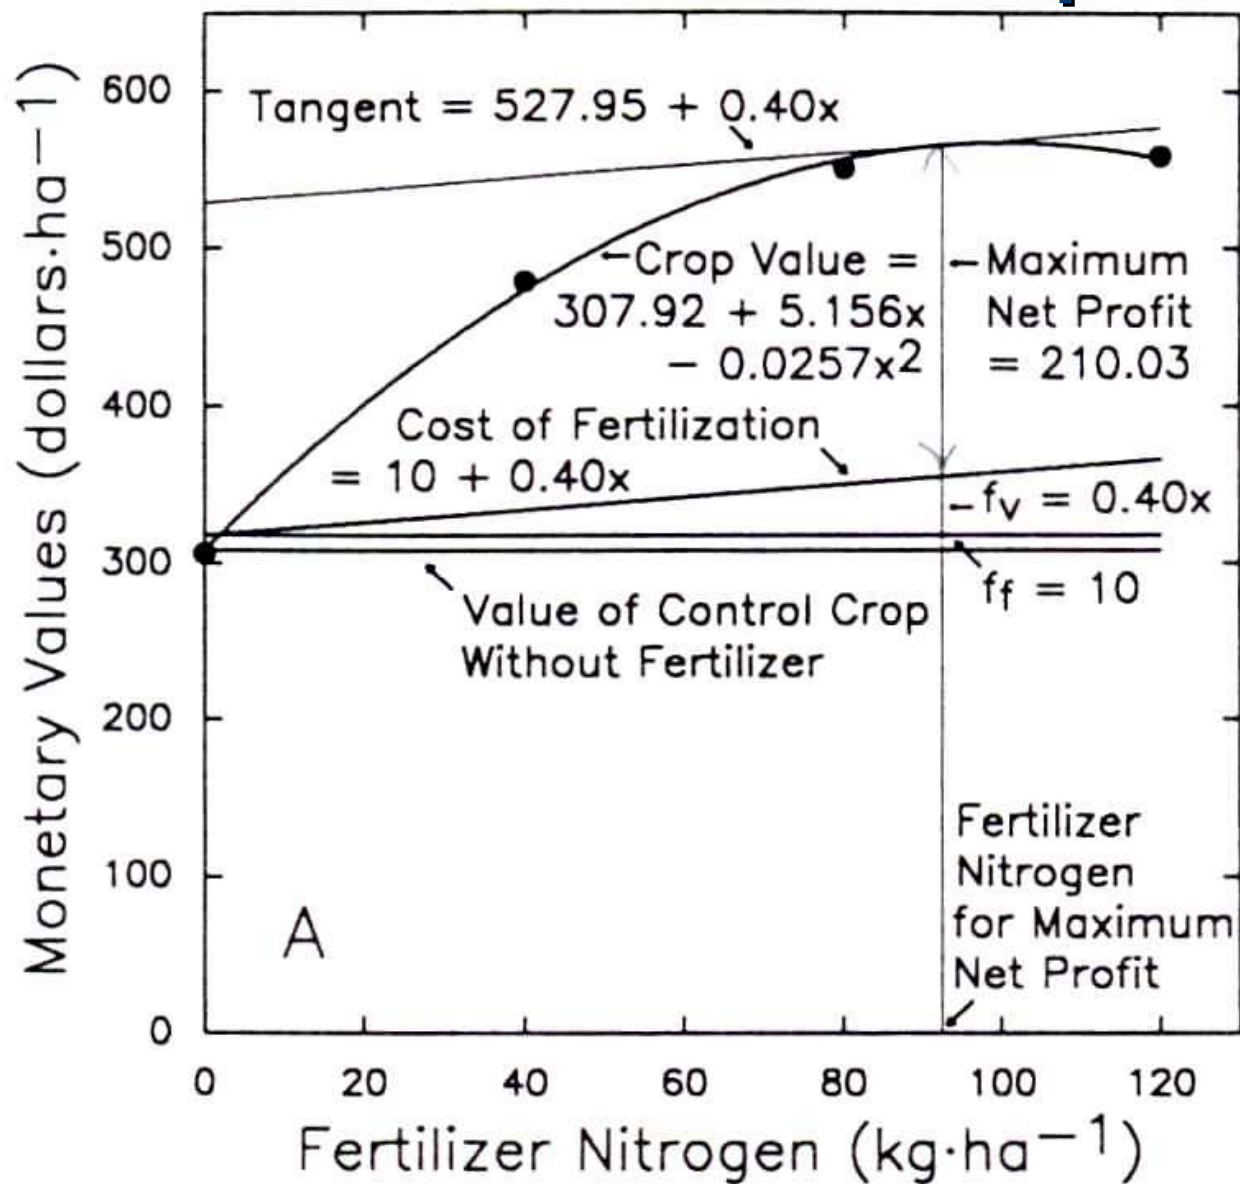 Monetary Values (dollars·ha−1)
600
500
400
300
200
100
0
Tangent = 527.95 + 0.40x
Crop Value =
307.92 + 5.156x
− 0.0257x2
Maximum
Net Profit
= 210.03
Cost of Fertilization
= 10 + 0.40x
fv = 0.40x
ff = 10
Value of Control Crop
Without Fertilizer
A
Fertilizer
Nitrogen
for Maximum
Net Profit
0 20 40 60 80 100 120
Fertilizer Nitrogen (kg·ha−1)